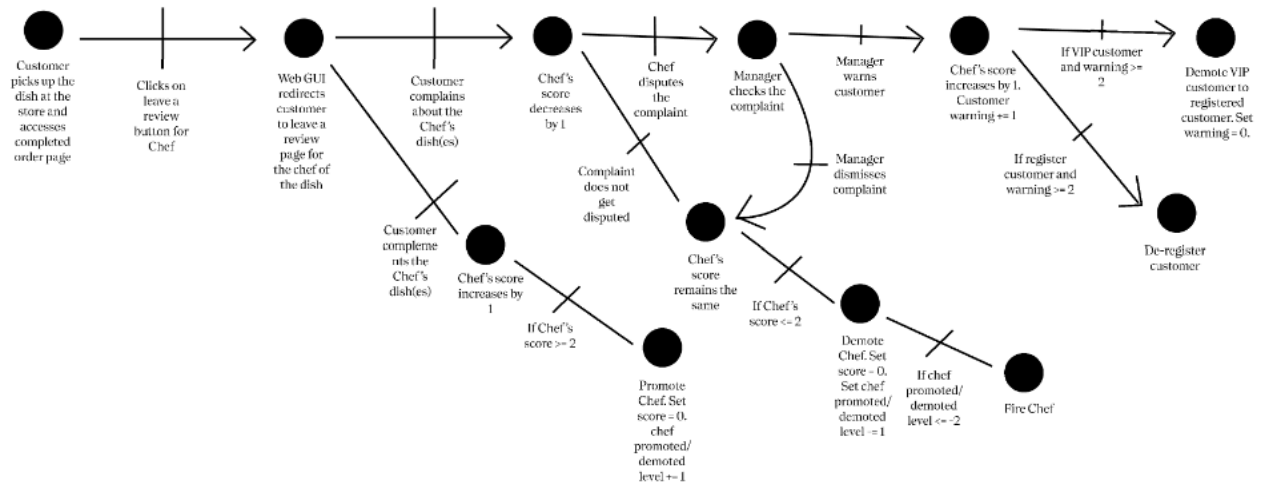 Customer
picks up the
dish at the
store and
accesses
completed
order page
Clicks on
leave a
review
button for
Chef
Web GUI
redirects
customer
to leave a
review
page for
the chef of
the dish
Customer
complains
about the
Chef's
dish(es)
Chef's
score
decreases
by 1
Chef
disputes
the
complaint
Manager
checks the
complaint
Manager
warns
customer
Chef's score
increases by 1.
Customer
warning += 1
If VIP customer
and warning >=
2
Demote VIP
customer to
registered
customer. Set
warning = 0.
Complaint
does not
get
disputed
Manager
dismisses
complaint
If register
customer and
warning >= 2
De-register
customer
Customer
compleme
nts the
Chef's
dish(es)
Chef's score
increases by
1
Chef's
score
remains the
same
If Chef's
score >= 2
If Chef's
score <= 2
Promote
Chef. Set
score = 0.
chef
promoted/
demoted
level += 1
Demote
Chef. Set
score = 0.
Set chef
promoted/
demoted
level -= 1
If chef
promoted/
demoted
level <= -2
Fire Chef